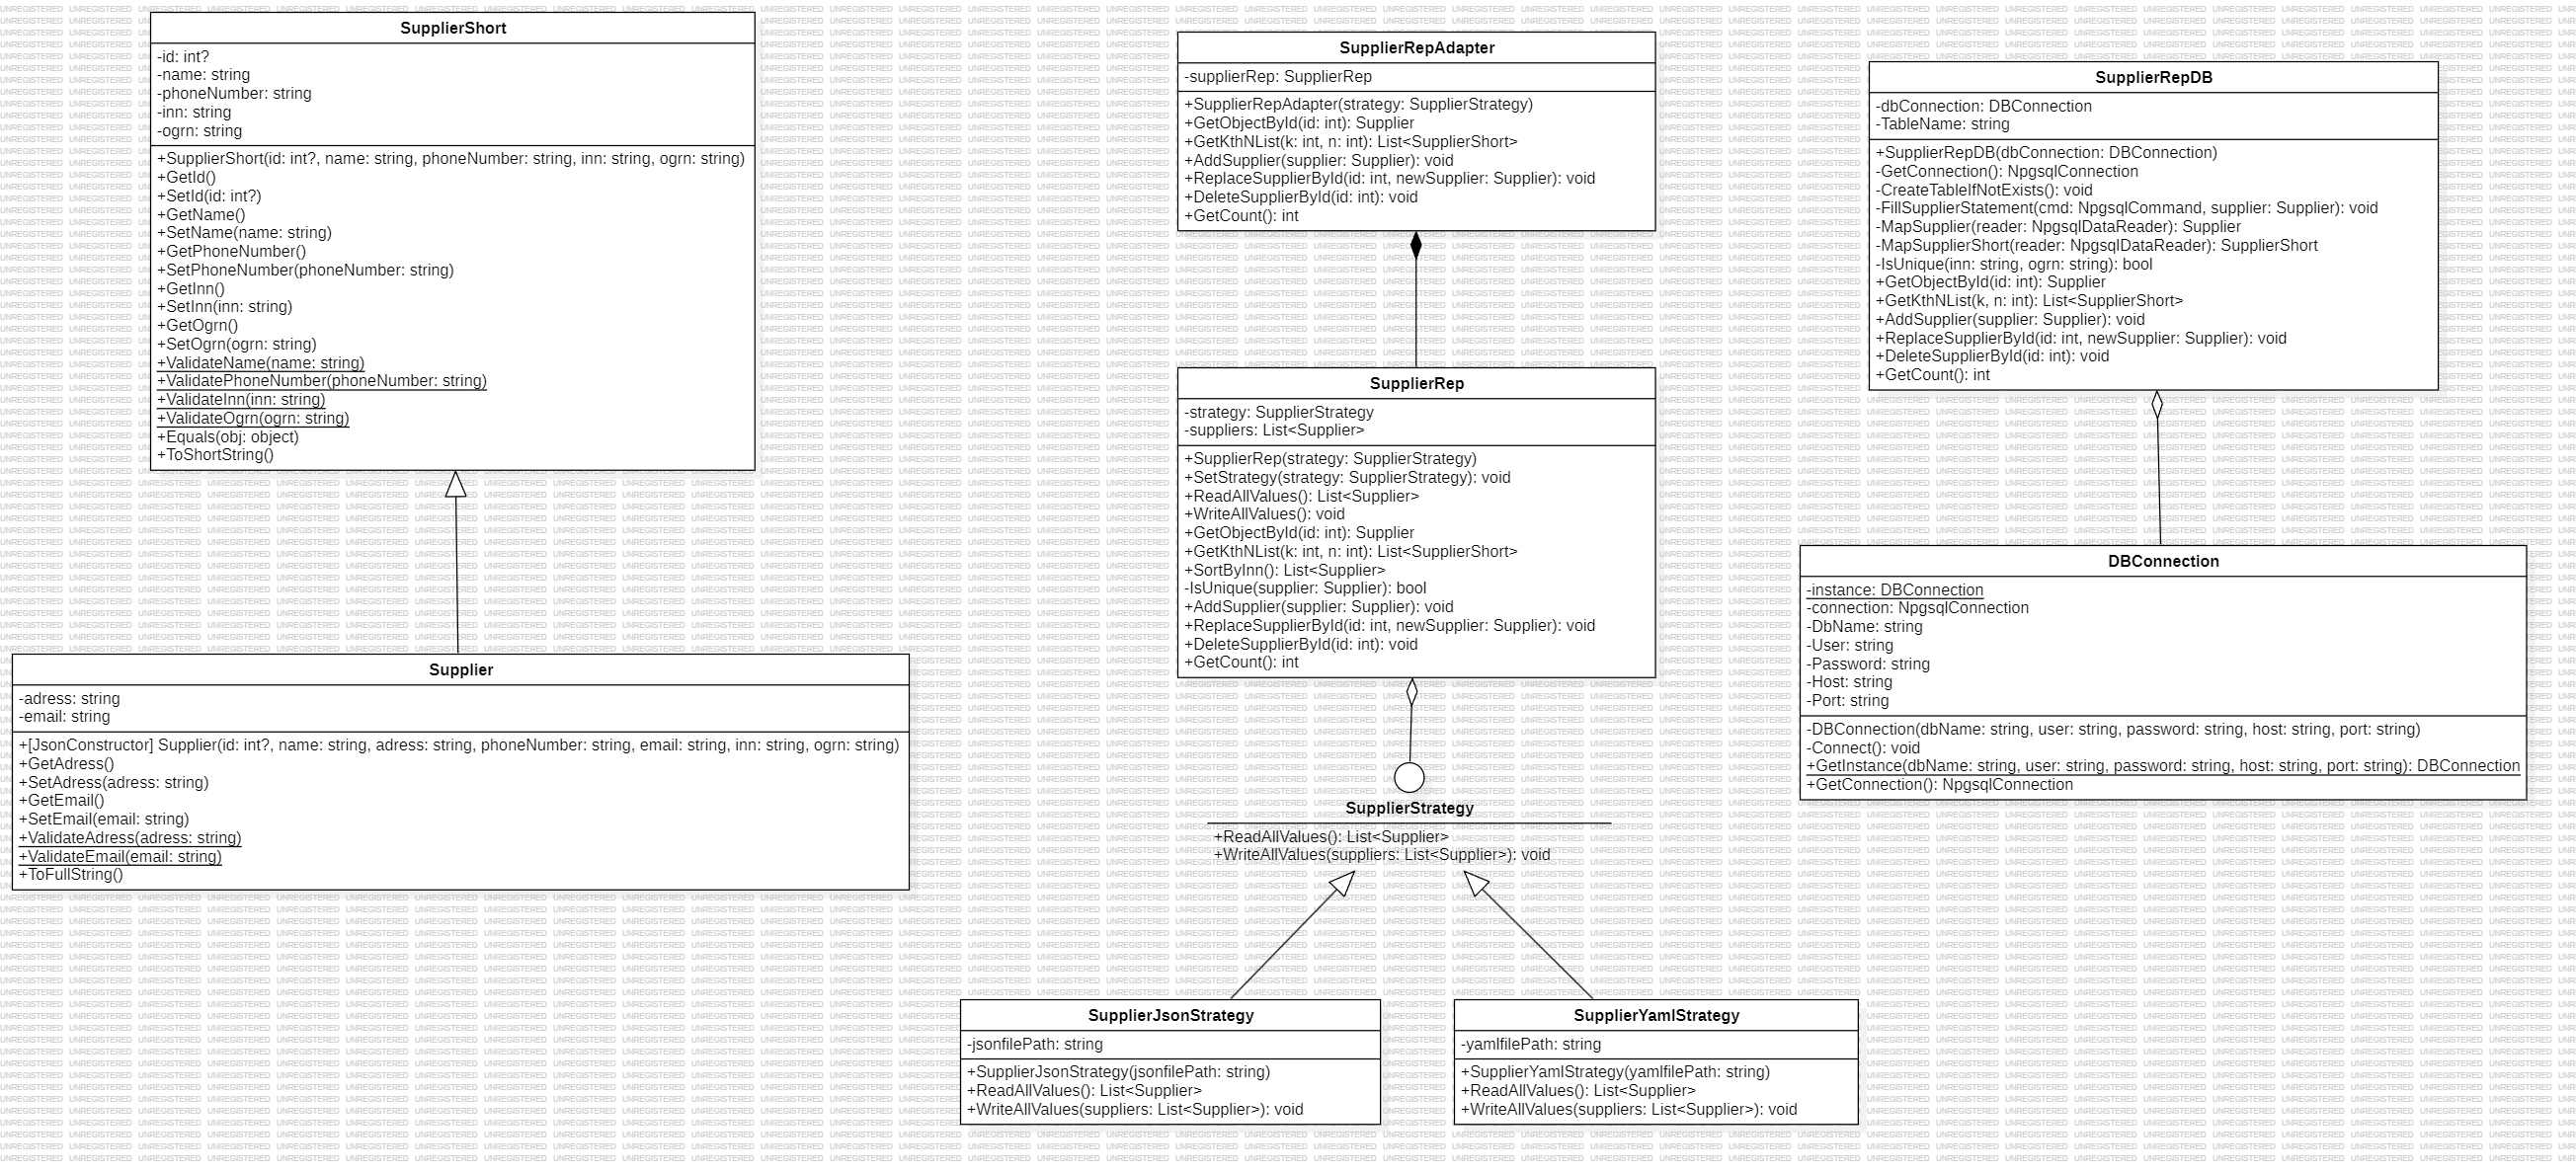 SupplierShort
-id: int?
-name: string
-phoneNumber: string
-inn: string
-ogrn: string
+SupplierShort(id: int?, name: string, phoneNumber: string, inn: string, ogrn: string)
+GetId()
+SetId(id: int?)
+GetName()
+SetName(name: string)
+GetPhoneNumber()
+SetPhoneNumber(phoneNumber: string)
+GetInn()
+SetInn(inn: string)
+GetOgrn()
+SetOgrn(ogrn: string)
+ValidateName(name: string)
+ValidatePhoneNumber(phoneNumber: string)
+ValidateInn(inn: string)
+ValidateOgrn(ogrn: string)
+Equals(obj: object)
+ToShortString()
Supplier
-adress: string
-email: string
+[JsonConstructor] Supplier(id: int?, name: string, adress: string, phoneNumber: string, email: string, inn: string, ogrn: string)
+GetAdress()
+SetAdress(adress: string)
+GetEmail()
+SetEmail(email: string)
+ValidateAdress(adress: string)
+ValidateEmail(email: string)
+ToFullString()
SupplierRepAdapter
-supplierRep: SupplierRep
+SupplierRepAdapter(strategy: SupplierStrategy)
+GetObjectById(id: int): Supplier
+GetKthNList(k: int, n: int): List<SupplierShort>
+AddSupplier(supplier: Supplier): void
+ReplaceSupplierById(id: int, newSupplier: Supplier): void
+DeleteSupplierById(id: int): void
+GetCount(): int
SupplierRep
-strategy: SupplierStrategy
-suppliers: List<Supplier>
+SupplierRep(strategy: SupplierStrategy)
+SetStrategy(strategy: SupplierStrategy): void
+ReadAllValues(): List<Supplier>
+WriteAllValues(): void
+GetObjectById(id: int): Supplier
+GetKthNList(k: int, n: int): List<SupplierShort>
+SortByInn(): List<Supplier>
-IsUnique(supplier: Supplier): bool
+AddSupplier(supplier: Supplier): void
+ReplaceSupplierById(id: int, newSupplier: Supplier): void
+DeleteSupplierById(id: int): void
+GetCount(): int
SupplierStrategy
+ReadAllValues(): List<Supplier>
+WriteAllValues(suppliers: List<Supplier>): void
SupplierJsonStrategy
-jsonfilePath: string
+SupplierJsonStrategy(jsonfilePath: string)
+ReadAllValues(): List<Supplier>
+WriteAllValues(suppliers: List<Supplier>): void
SupplierYamlStrategy
-yamlfilePath: string
+SupplierYamlStrategy(yamlfilePath: string)
+ReadAllValues(): List<Supplier>
+WriteAllValues(suppliers: List<Supplier>): void
SupplierRepDB
-dbConnection: DBConnection
-TableName: string
+SupplierRepDB(dbConnection: DBConnection)
-GetConnection(): NpgsqlConnection
-CreateTableIfNotExists(): void
-FillSupplierStatement(cmd: NpgsqlCommand, supplier: Supplier): void
-MapSupplier(reader: NpgsqlDataReader): Supplier
-MapSupplierShort(reader: NpgsqlDataReader): SupplierShort
-IsUnique(inn: string, ogrn: string): bool
+GetObjectById(id: int): Supplier
+GetKthNList(k, n: int): List<SupplierShort>
+AddSupplier(supplier: Supplier): void
+ReplaceSupplierById(id: int, newSupplier: Supplier): void
+DeleteSupplierById(id: int): void
+GetCount(): int
DBConnection
-instance: DBConnection
-connection: NpgsqlConnection
-DbName: string
-User: string
-Password: string
-Host: string
-Port: string
-DBConnection(dbName: string, user: string, password: string, host: string, port: string)
-Connect(): void
+GetInstance(dbName: string, user: string, password: string, host: string, port: string): DBConnection
+GetConnection(): NpgsqlConnection
UNREGISTERED